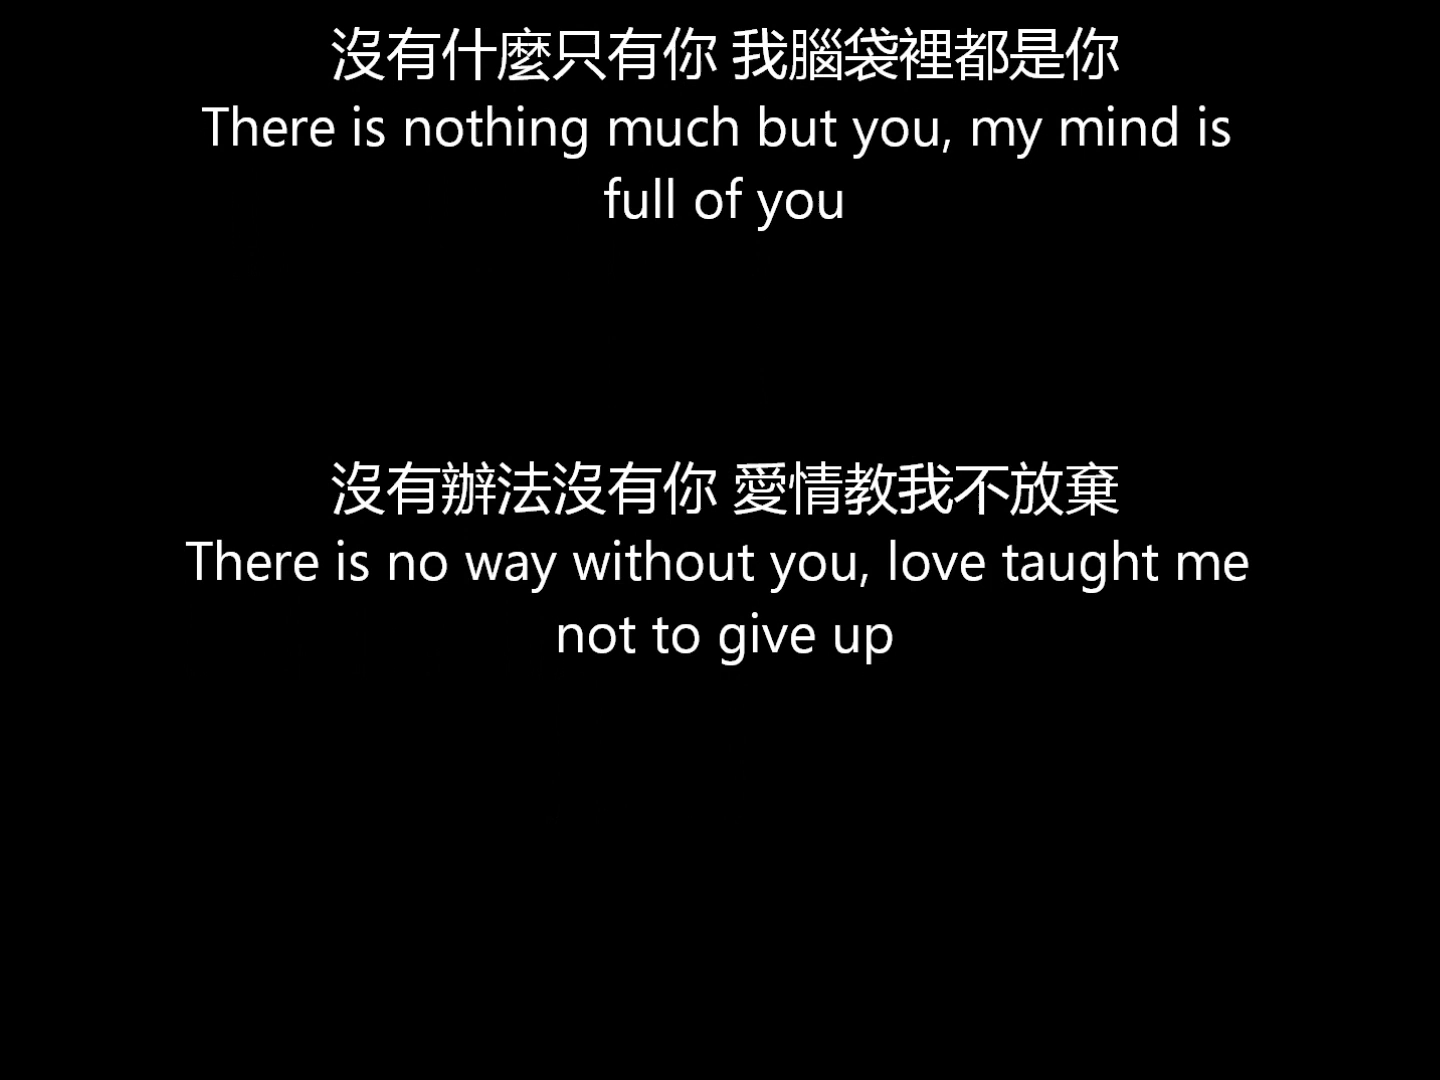 沒有什麼只有你 我腦袋裡都是你
There is nothing much but you, my mind is
full of you
沒有辦法沒有你 愛情教我不放棄
There is no way without you, love taught me
not to give up